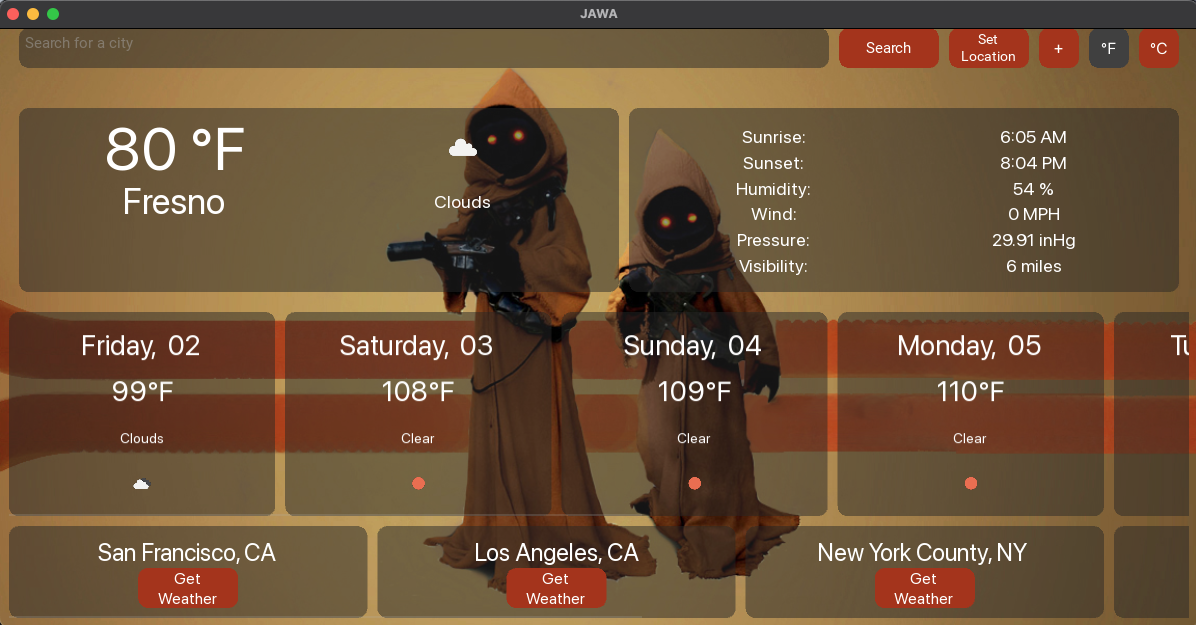 JAWA
Search for a city
Search
Set
Location
+
°F
°C
80 °F
Fresno
Clouds
Sunrise: 6:05 AM
Sunset: 8:04 PM
Humidity: 54 %
Wind: 0 MPH
Pressure: 29.91 inHg
Visibility: 6 miles
Friday, 02
99°F
Clouds
Saturday, 03
108°F
Clear
Sunday, 04
109°F
Clear
Monday, 05
110°F
Clear
San Francisco, CA
Get
Weather
Los Angeles, CA
Get
Weather
New York County, NY
Get
Weather